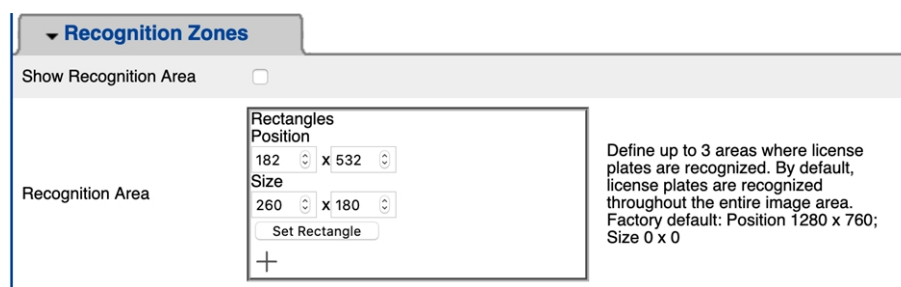 Recognition Zones
Show Recognition Area
Recognition Area
Rectangles
Position
182 x 532
Size
260 x 180
Set Rectangle
Define up to 3 areas where license
plates are recognized. By default,
license plates are recognized
throughout the entire image area.
Factory default: Position 1280 x 760;
Size 0 x 0